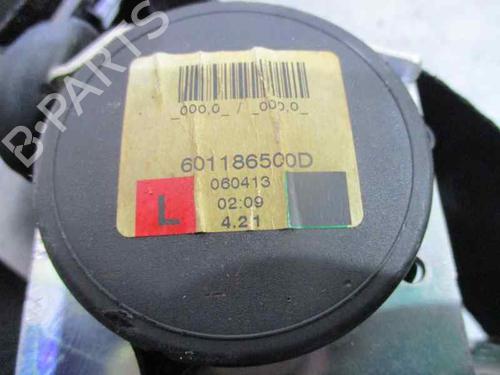 B-PARTS
_000,0_ / _000,0_
601186500D
060413
L
02:09
4.21